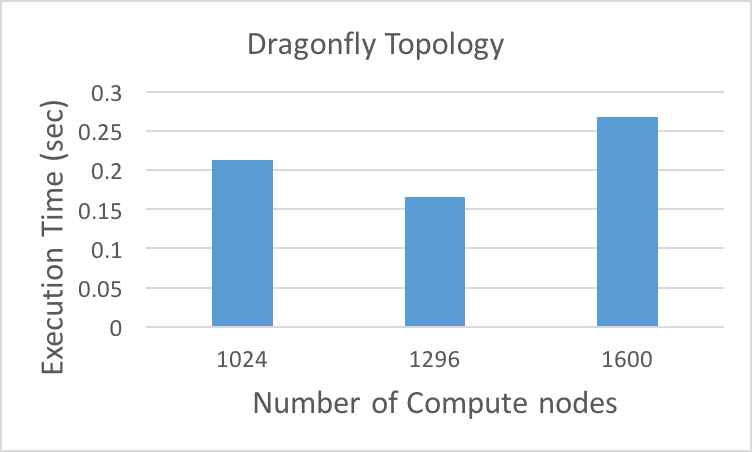 Dragonfly Topology
Execution Time (sec)
0.3
0.25
0.2
0.15
0.1
0.05
0
1024 1296 1600
Number of Compute nodes